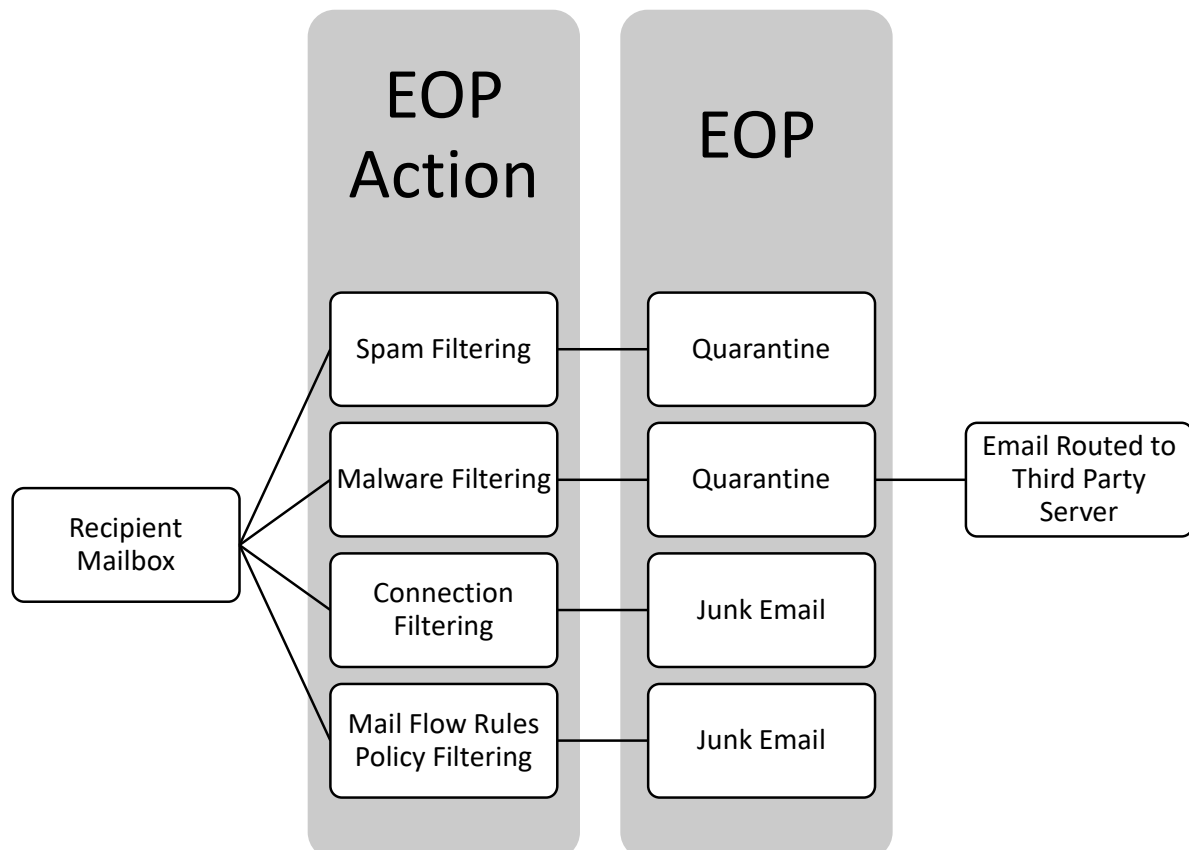 EOP
Action
EOP
Spam Filtering
Quarantine
Malware Filtering
Quarantine
Email Routed to
Third Party
Server
Recipient
Mailbox
Connection
Filtering
Junk Email
Mail Flow Rules
Policy Filtering
Junk Email